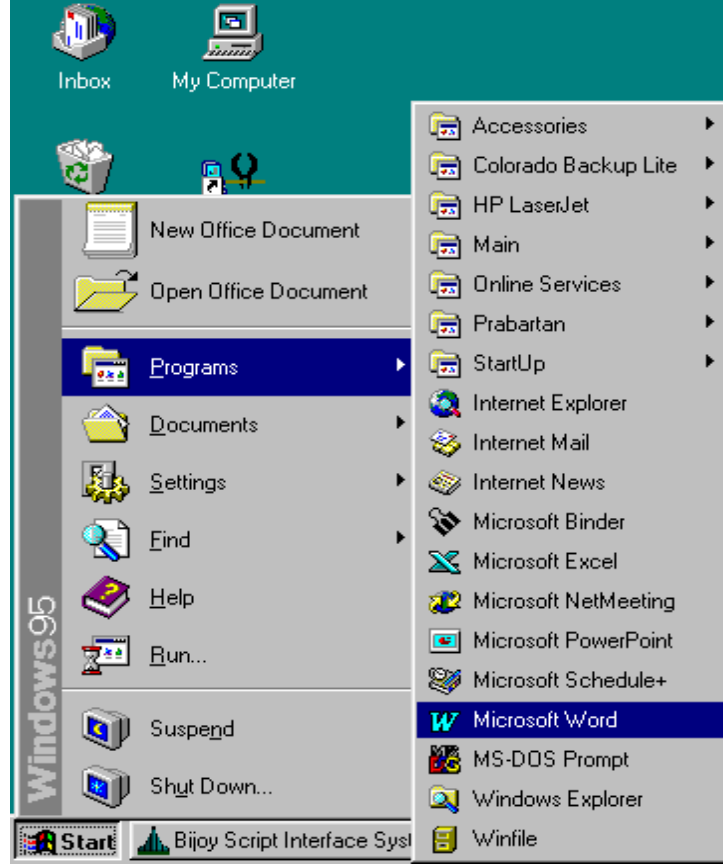 Inbox
My Computer
New Office Document
Open Office Document
Programs
Documents
Settings
Find
Help
Run...
Suspend
Shut Down...
Windows95
Accessories
Colorado Backup Lite
HP LaserJet
Main
Online Services
Prabartan
StartUp
Internet Explorer
Internet Mail
Internet News
Microsoft Binder
Microsoft Excel
Microsoft NetMeeting
Microsoft PowerPoint
Microsoft Schedule+
Microsoft Word
MS-DOS Prompt
Windows Explorer
Winfile
Start
Bijoy Script Interface Syst